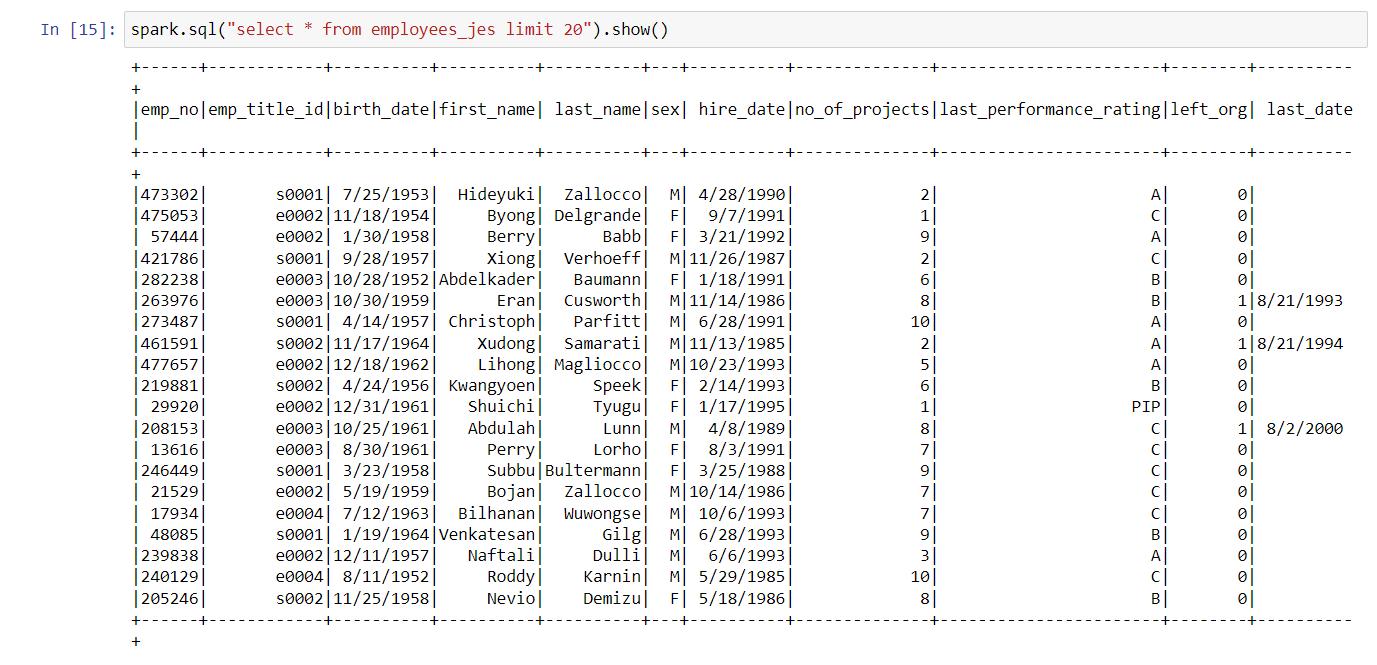 In [15]: spark.sql("select * from employees_jes limit 20").show()
+------+------------+----------+----------+----------+---+----------+--------------+-----------------------+--------+----------
+
|emp_no|emp_title_id|birth_date|first_name| last_name|sex| hire_date|no_of_projects|last_performance_rating|left_org| last_date
|
+------+------------+----------+----------+----------+---+----------+--------------+-----------------------+--------+----------
+
|473302|       s0001| 7/25/1953|  Hideyuki|  Zallocco|  M| 4/28/1990|             2|                      A|       0|
|475053|       e0002|11/18/1954|     Byong| Delgrande|  F|  9/7/1991|             1|                      C|       0|
| 57444|       e0002| 1/30/1958|     Berry|      Babb|  F| 3/21/1992|             9|                      A|       0|
|421786|       s0001| 9/28/1957|     Xiong|  Verhoeff|  M|11/26/1987|             2|                      C|       0|
|282238|       e0003|10/28/1952|Abdelkader|   Baumann|  F| 1/18/1991|             6|                      B|       0|
|263976|       e0003|10/30/1959|      Eran|  Cusworth|  M|11/14/1986|             8|                      B|       1|8/21/1993
|273487|       s0001| 4/14/1957| Christoph|   Parfitt|  M| 6/28/1991|            10|                      A|       0|
|461591|       s0002|11/17/1964|    Xudong|  Samarati|  M|11/13/1985|             2|                      A|       1|8/21/1994
|477657|       e0002|12/18/1962|    Lihong| Magliocco|  M|10/23/1993|             5|                      A|       0|
|219881|       s0002| 4/24/1956| Kwangyoen|     Speek|  F| 2/14/1993|             6|                      B|       0|
| 29920|       e0002|12/31/1961|   Shuichi|     Tyugu|  F| 1/17/1995|             1|                    PIP|       0|
|208153|       e0003|10/25/1961|   Abdulah|      Lunn|  M|  4/8/1989|             8|                      C|       1| 8/2/2000
| 13616|       e0003| 8/30/1961|     Perry|     Lorho|  F|  8/3/1991|             7|                      C|       0|
|246449|       s0001| 3/23/1958|     Subbu|Bultermann|  F| 3/25/1988|             9|                      C|       0|
| 21529|       e0002| 5/19/1959|     Bojan|  Zallocco|  M|10/14/1986|             7|                      C|       0|
| 17934|       e0004| 7/12/1963|  Bilhanan|  Wuwongse|  M| 10/6/1993|             7|                      C|       0|
| 48085|       s0001| 1/19/1964|Venkatesan|      Gilg|  M| 6/28/1993|             9|                      B|       0|
|239838|       e0002|12/11/1957|   Naftali|     Dulli|  M|  6/6/1993|             3|                      A|       0|
|240129|       e0004| 8/11/1952|     Roddy|    Karnin|  M| 5/29/1985|            10|                      C|       0|
|205246|       s0002|11/25/1958|     Nevio|    Demizu|  F| 5/18/1986|             8|                      B|       0|
+------+------------+----------+----------+----------+---+----------+--------------+-----------------------+--------+----------
+